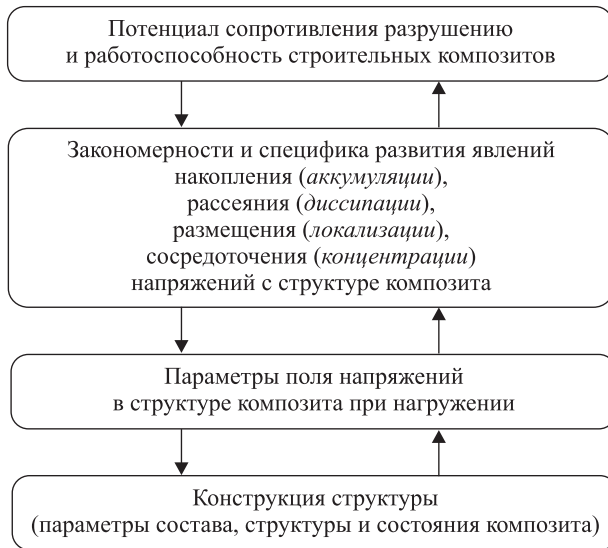 Потенциал сопротивления разрушению
и работоспособность строительных композитов
Закономерности и специфика развития явлений
накопления (аккумуляции),
рассеяния (диссипации),
размещения (локализации),
сосредоточения (концентрации)
напряжений с структуре композита
Параметры поля напряжений
в структуре композита при нагружении
Конструкция структуры
(параметры состава, структуры и состояния композита)